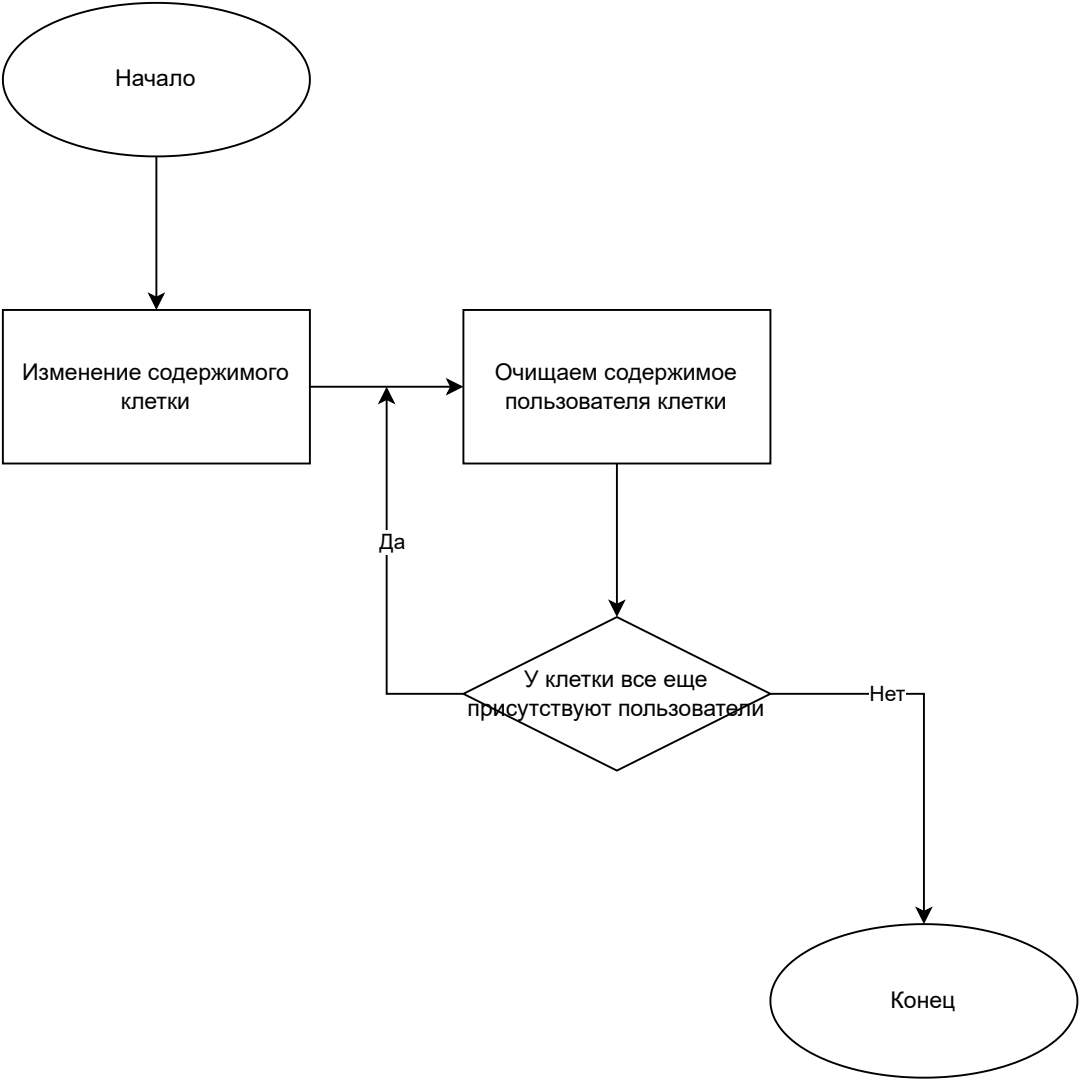 Начало
Изменение содержимого
клетки
Очищаем содержимое
пользователя клетки
Да
У клетки все еще
присутствуют пользователи
Нет
Конец